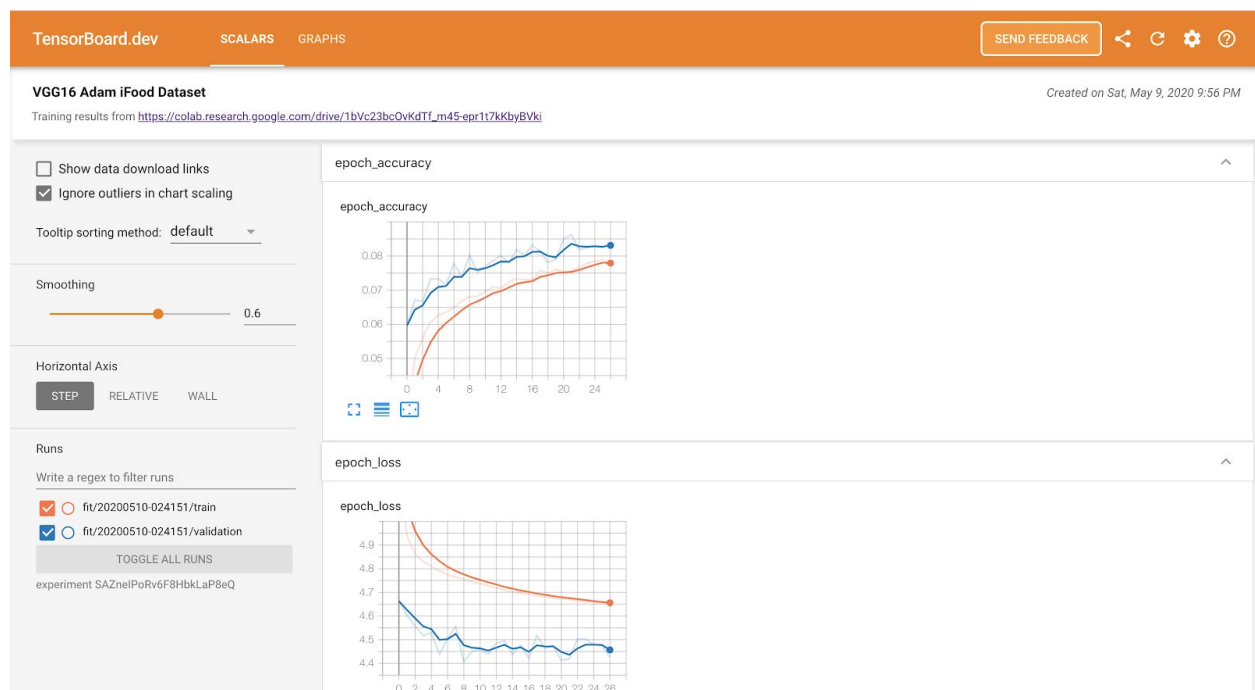 TensorBoard.dev SCALARS GRAPHS SEND FEEDBACK
VGG16 Adam iFood Dataset Created on Sat, May 9, 2020 9:56 PM
Training results from https://colab.research.google.com/drive/1bVc23bcOvKdTf_m45-epr1t7kKbyBVki
Show data download links
Ignore outliers in chart scaling
Tooltip sorting method: default
Smoothing
0.6
Horizontal Axis
STEP RELATIVE WALL
Runs
Write a regex to filter runs
fit/20200510-024151/train
fit/20200510-024151/validation
TOGGLE ALL RUNS
experiment SAZneIPoRv6F8HbkLaP8eQ
epoch_accuracy
epoch_accuracy
0.08
0.07
0.06
0.05
0 4 8 12 16 20 24
epoch_loss
epoch_loss
4.9
4.8
4.7
4.6
4.5
4.4
0 2 4 6 8 10 12 14 16 18 20 22 24 26